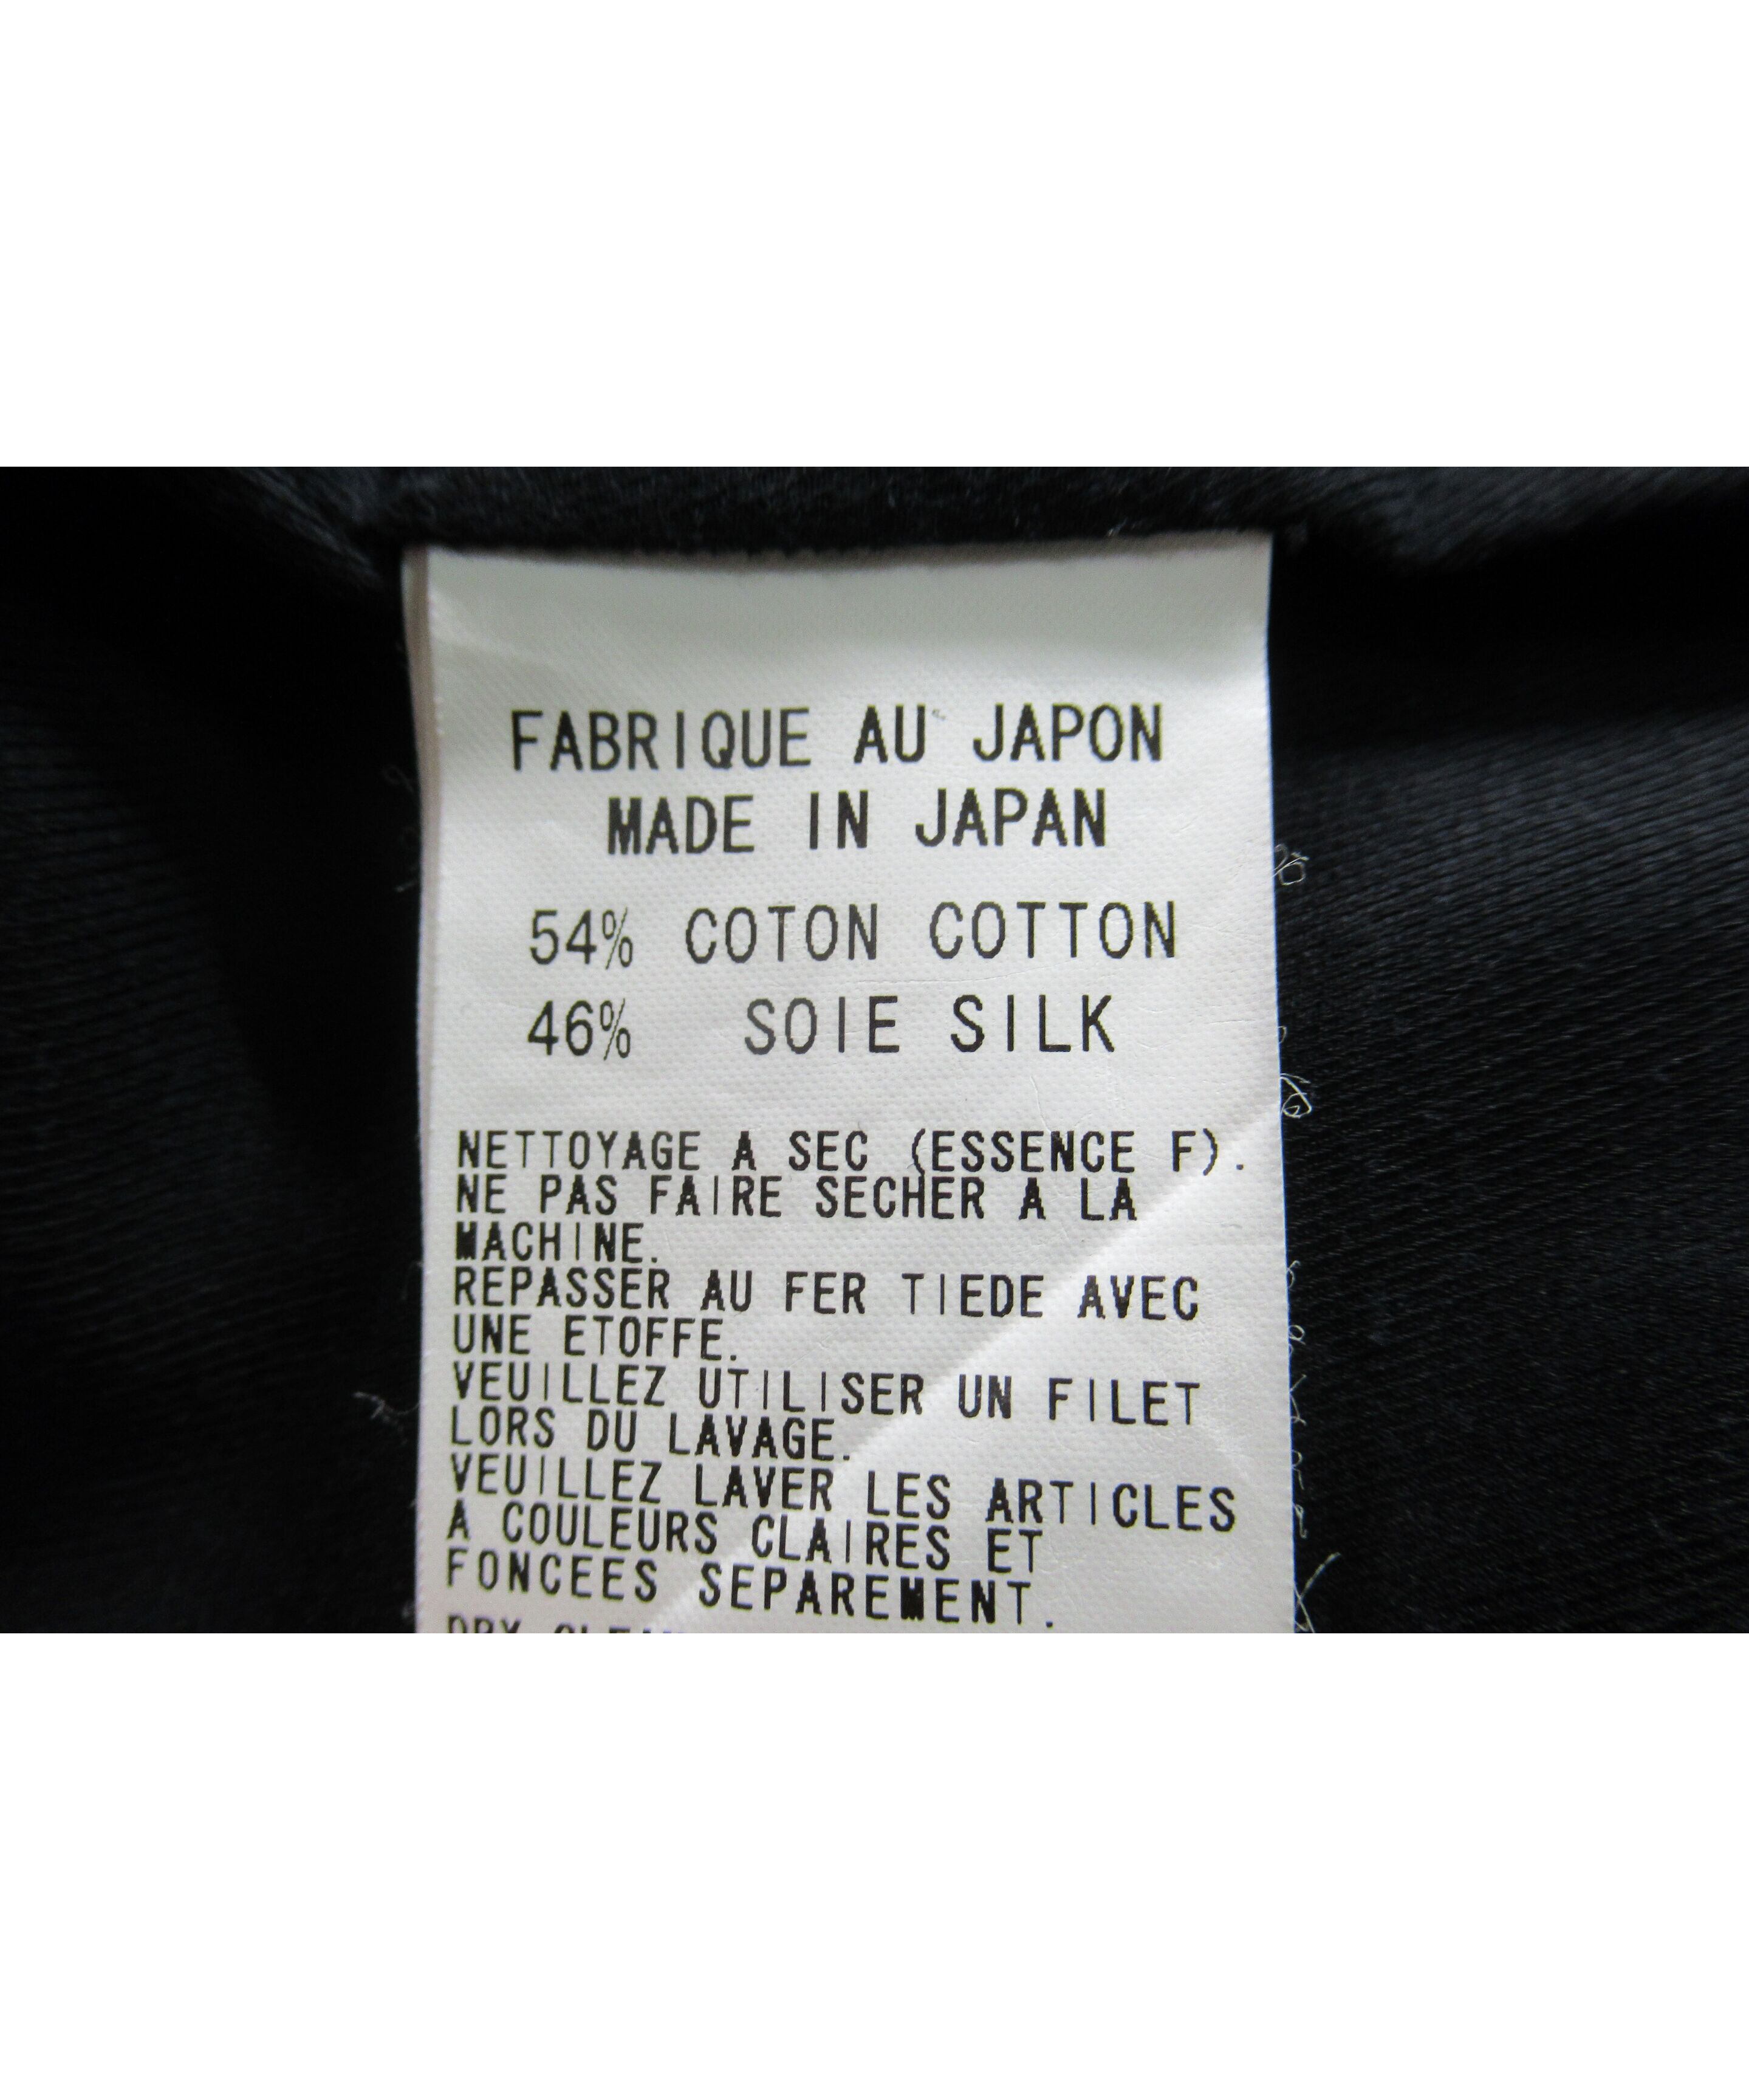 FABRIQUE AU JAPON
MADE IN JAPAN
54% COTON COTTON
46% SOIE SILK
NETTOYAGE A SEC (ESSENCE F).
NE PAS FAIRE SECHER A LA
MACHINE.
REPASSER AU FER TIEDE AVEC
UNE ETOFFE.
VEUILLEZ UTILISER UN FILET
LORS DU LAVAGE.
VEUILLEZ LAVER LES ARTICLES
A COULEURS CLAIRES ET
FONCEES SEPAREMENT.